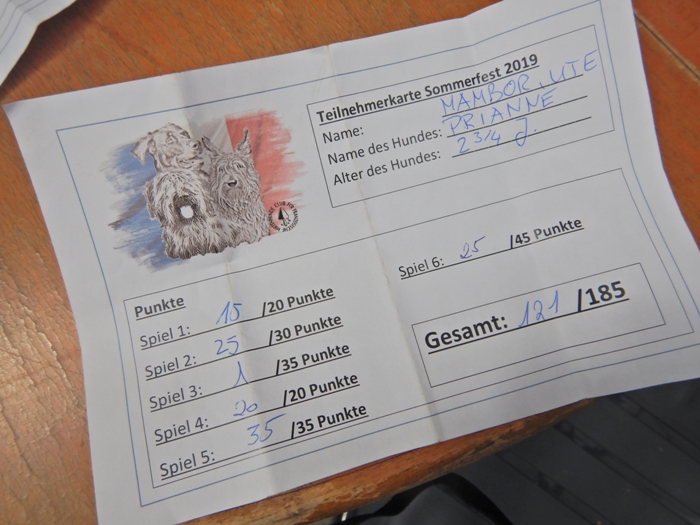 Teilnehmerkarte Sommerfest 2019
Name: MAMBOR, UTE
Name des Hundes: PRIANNE
Alter des Hundes: 2 3/4 J.
Punkte
Spiel 1: 15 /20 Punkte
Spiel 2: 25 /30 Punkte
Spiel 3: 1 /35 Punkte
Spiel 4: 20 /20 Punkte
Spiel 5: 35 /35 Punkte
Spiel 6: 25 /45 Punkte
Gesamt: 121 /185